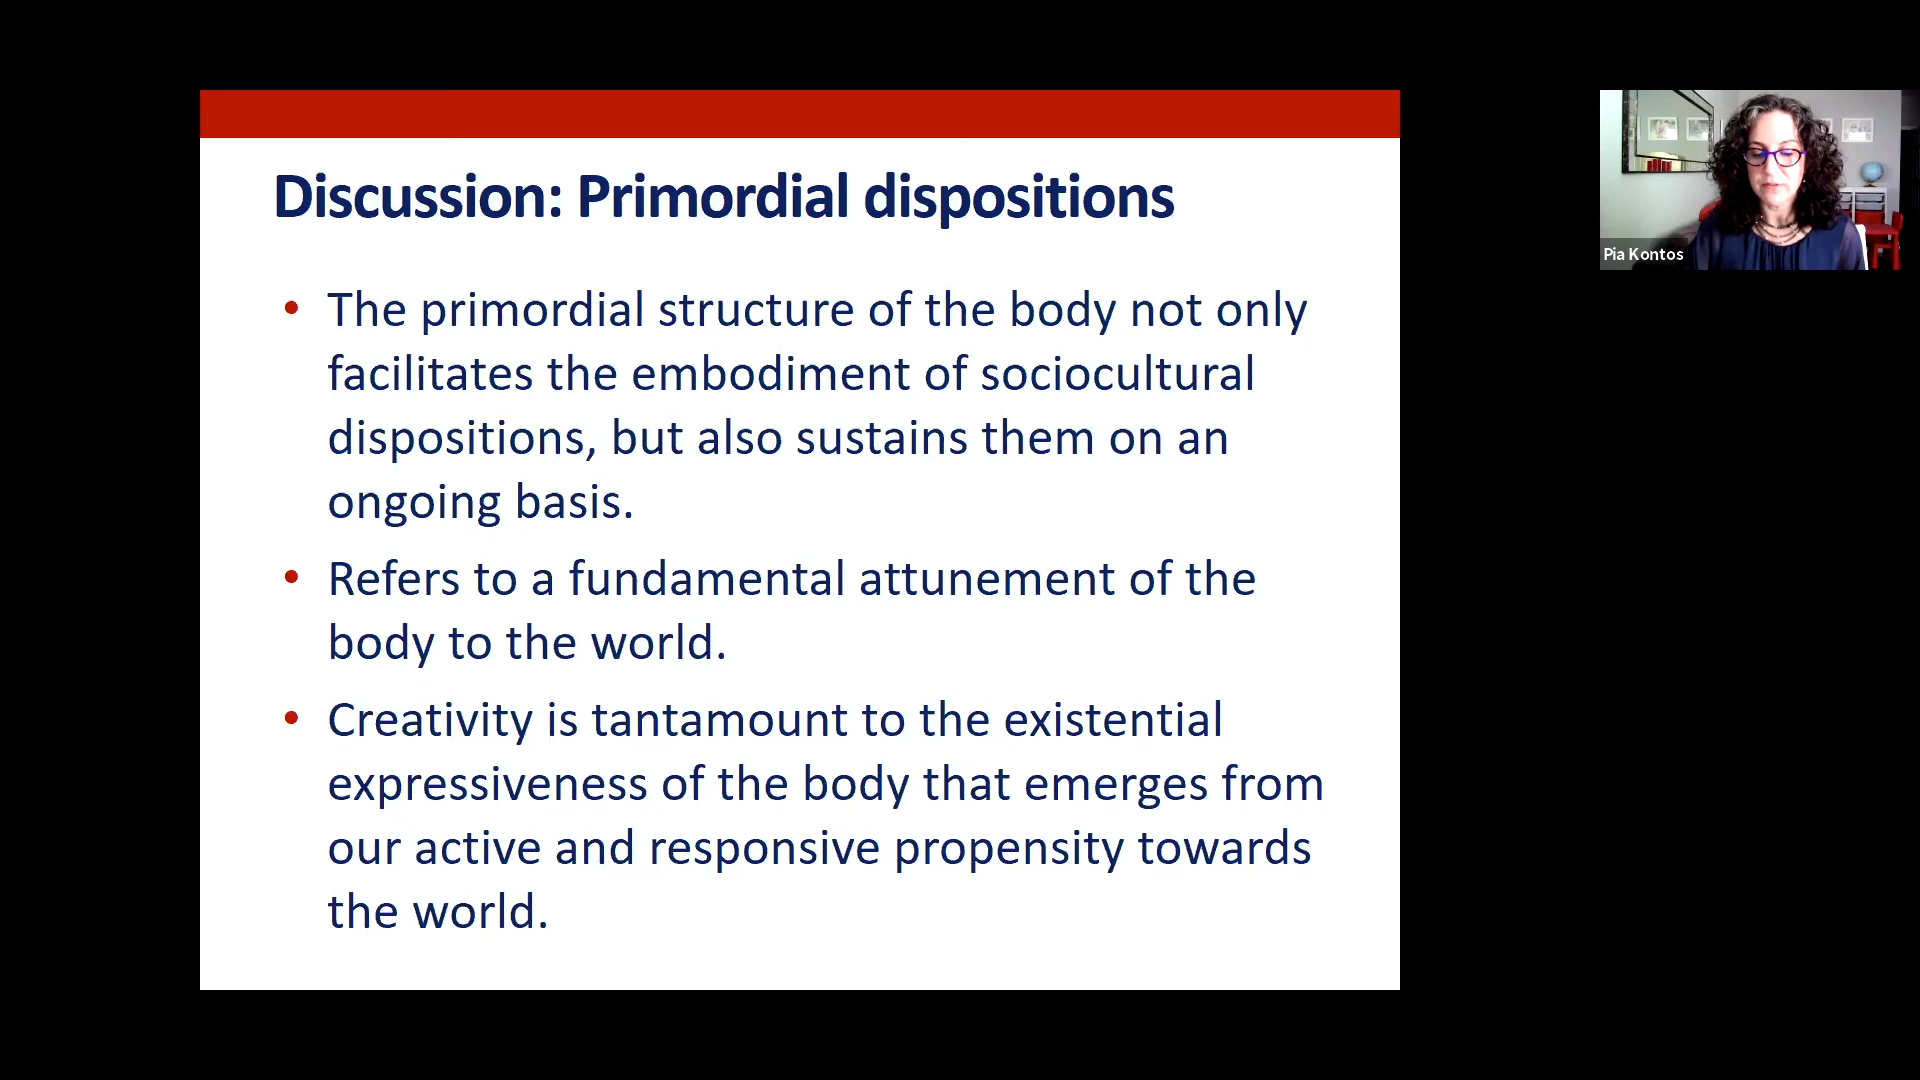 Discussion: Primordial dispositions
• The primordial structure of the body not only
facilitates the embodiment of sociocultural
dispositions, but also sustains them on an
ongoing basis.
• Refers to a fundamental attunement of the
body to the world.
• Creativity is tantamount to the existential
expressiveness of the body that emerges from
our active and responsive propensity towards
the world.
Pia Kontos